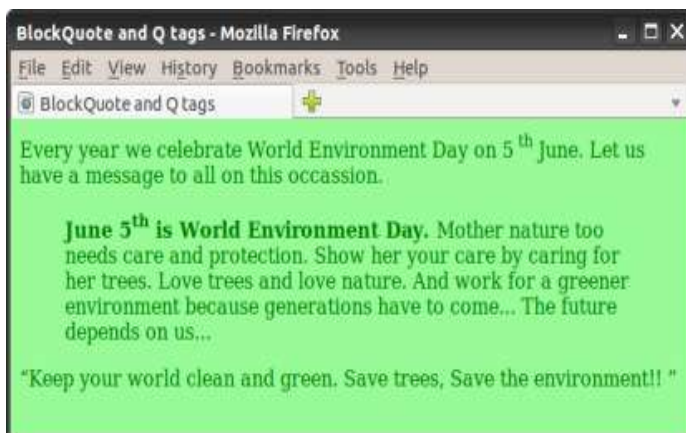 BlockQuote and Q tags - Mozilla Firefox
File Edit View History Bookmarks Tools Help
BlockQuote and Q tags
Every year we celebrate World Environment Day on 5 th June. Let us
have a message to all on this occassion.
June 5th is World Environment Day. Mother nature too
needs care and protection. Show her your care by caring for
her trees. Love trees and love nature. And work for a greener
environment because generations have to come... The future
depends on us...
“Keep your world clean and green. Save trees, Save the environment!! ”